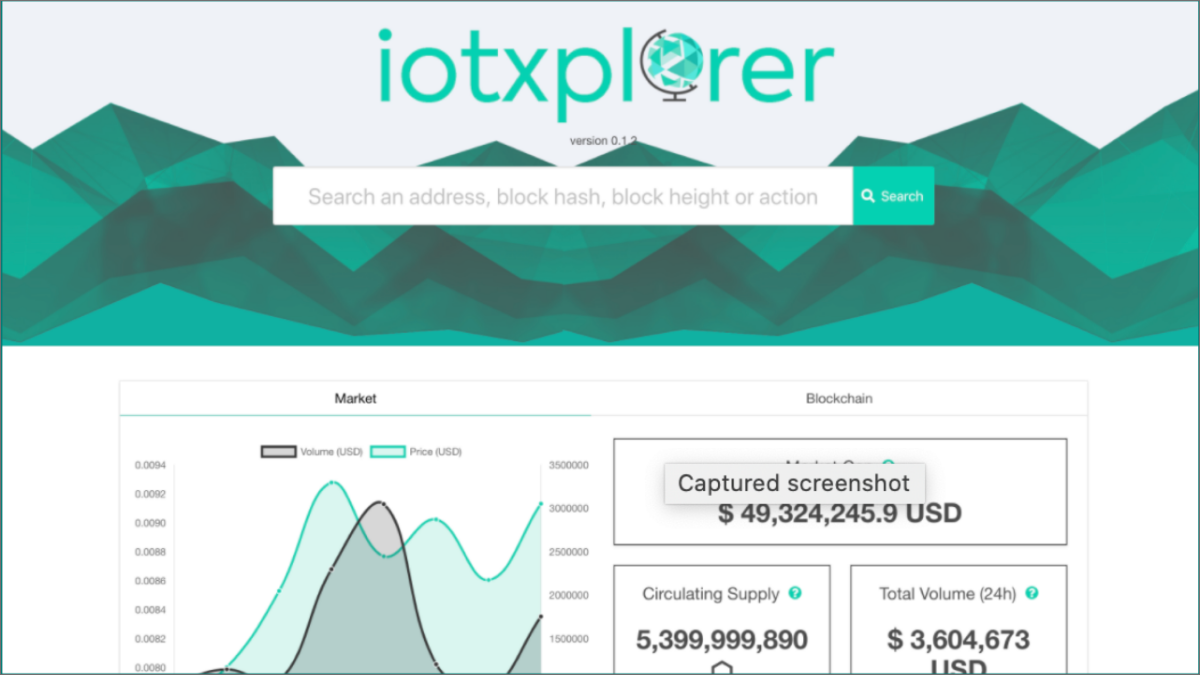 iotxplorer
version 0.1.2
Search an address, block hash, block height or action
Search
Market
Blockchain
Volume (USD)
Price (USD)
0.0094
0.0092
0.0090
0.0088
0.0086
0.0084
0.0082
0.0080
3500000
3000000
2500000
2000000
1500000
Captured screenshot
$ 49,324,245.9 USD
Circulating Supply ?
5,399,999,890
Total Volume (24h) ?
$ 3,604,673
USD